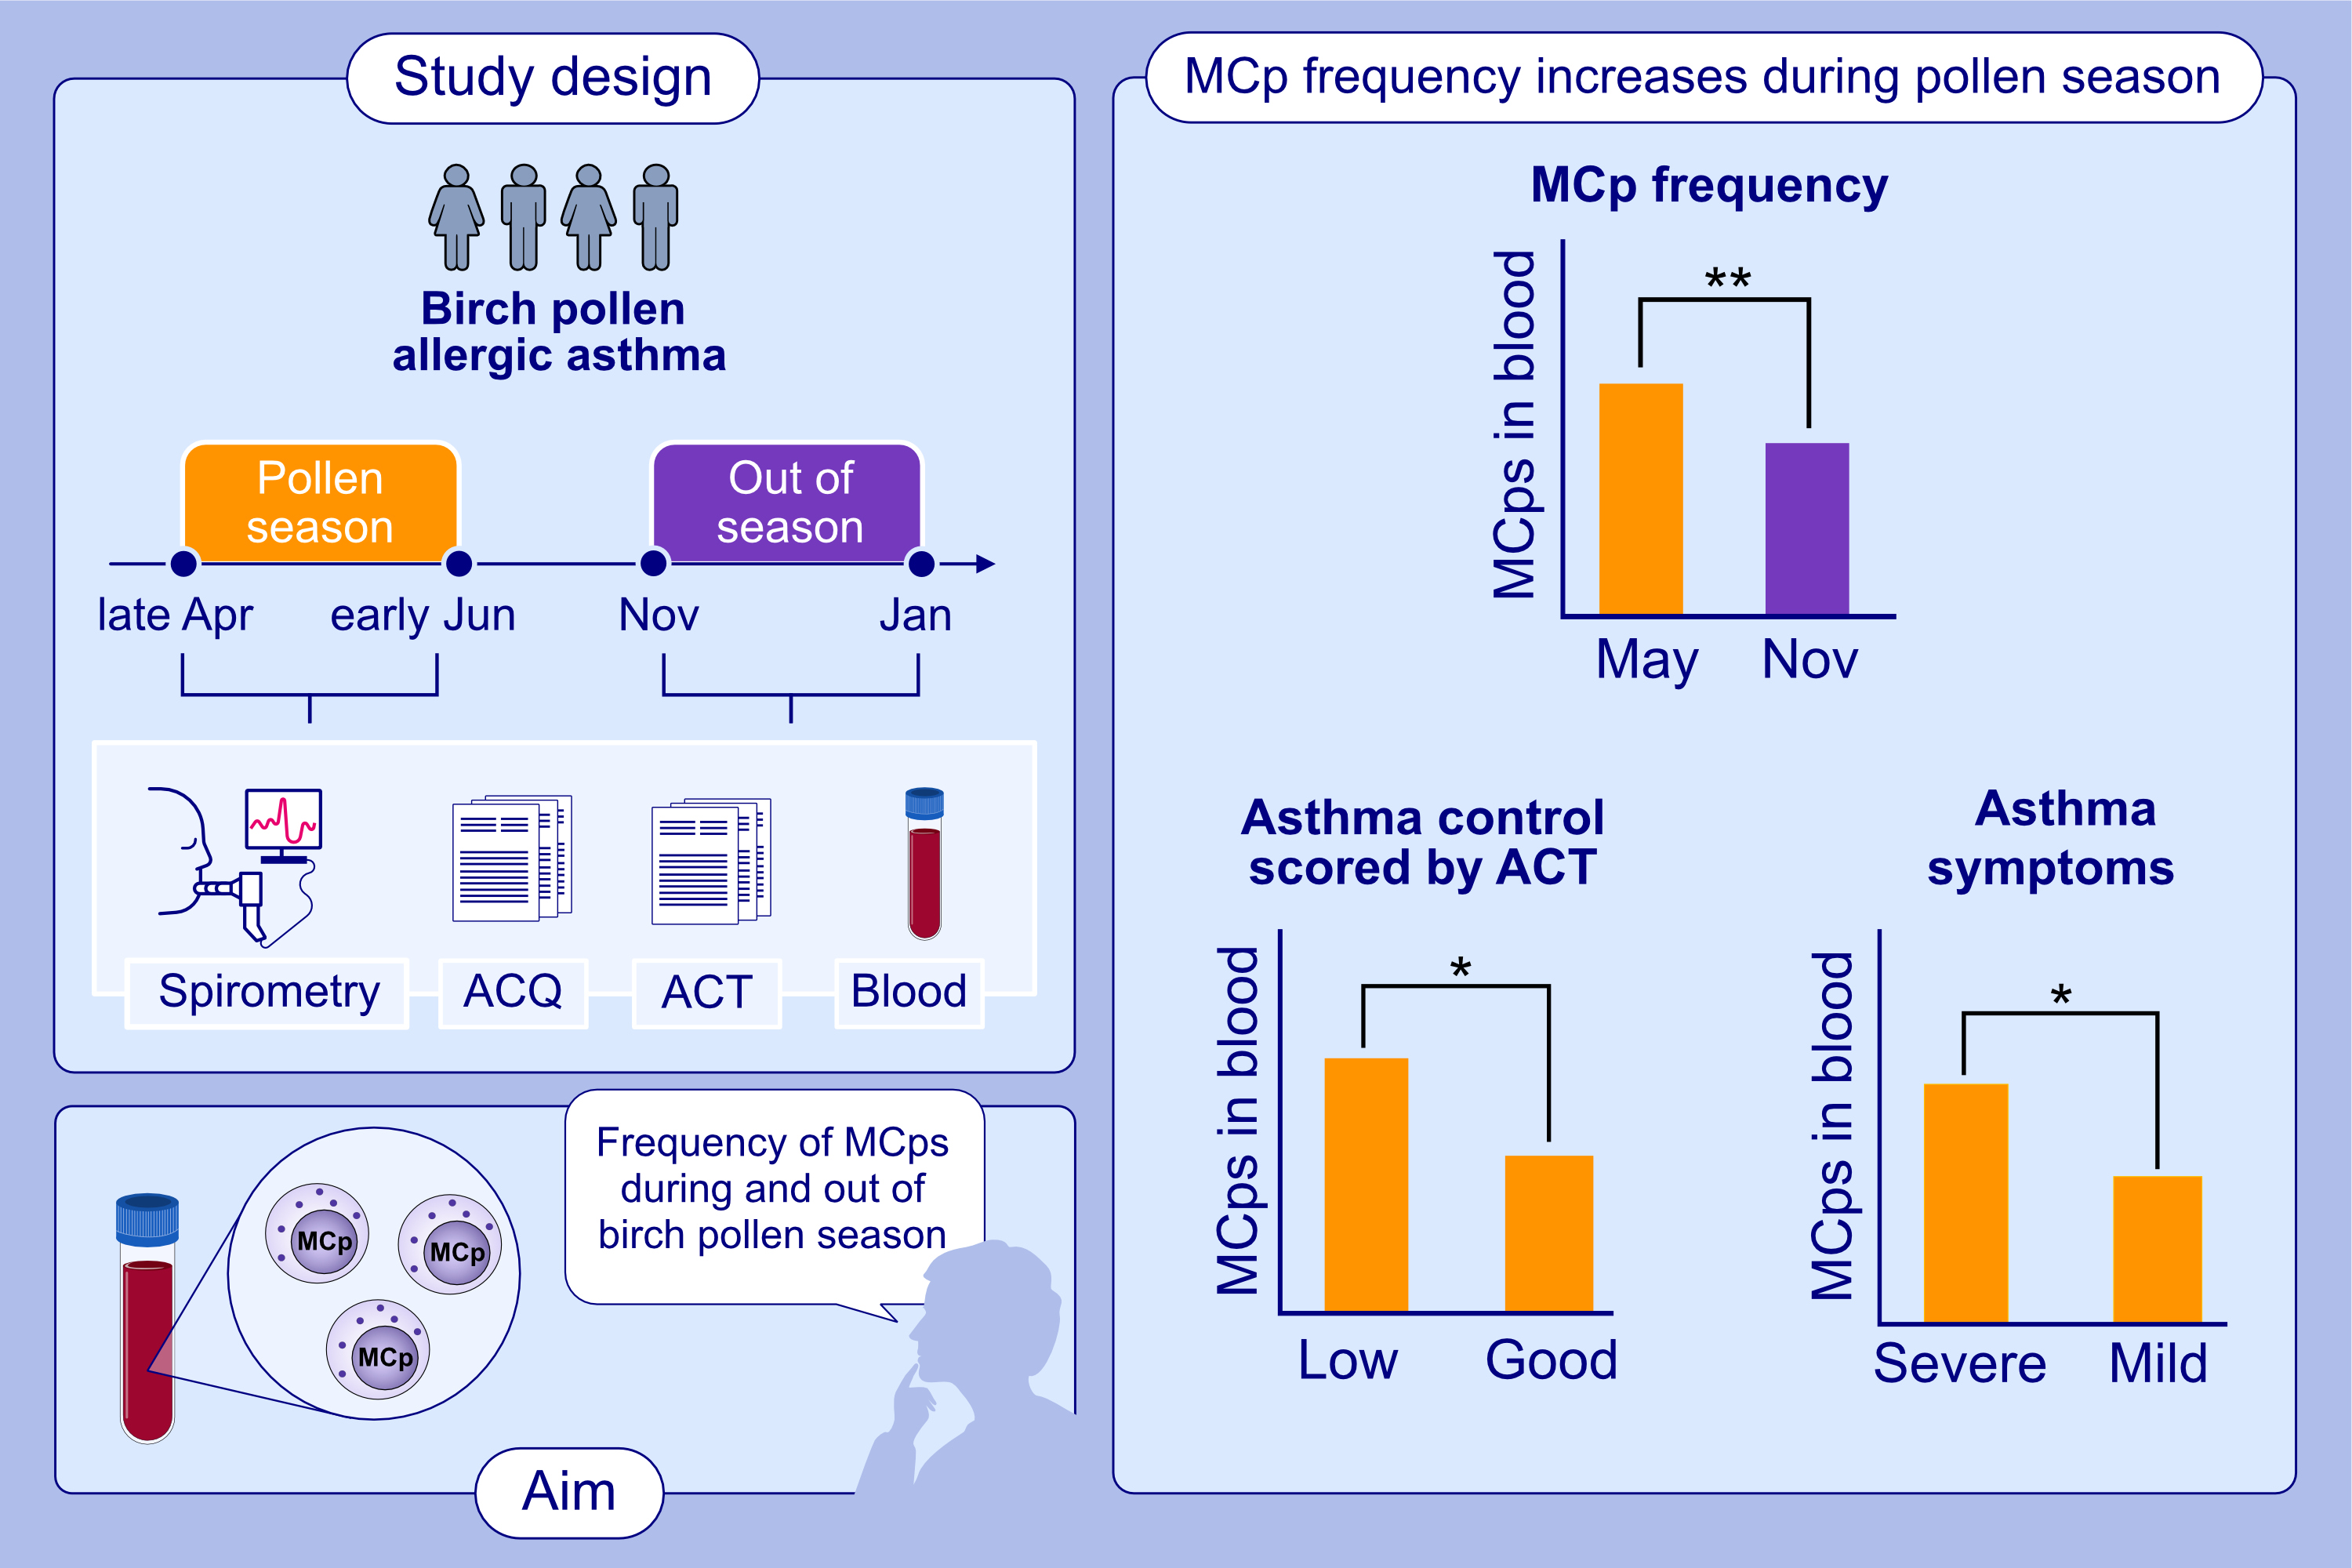 Study design
Birch pollen
allergic asthma
Pollen
season
Out of
season
late Apr
early Jun
Nov
Jan
Spirometry
ACQ
ACT
Blood
MCp
MCp
MCp
Frequency of MCps
during and out of
birch pollen season
Aim
MCp frequency increases during pollen season
MCp frequency
MCps in blood
**
May
Nov
Asthma control
scored by ACT
MCps in blood
*
Low
Good
Asthma
symptoms
MCps in blood
*
Severe
Mild